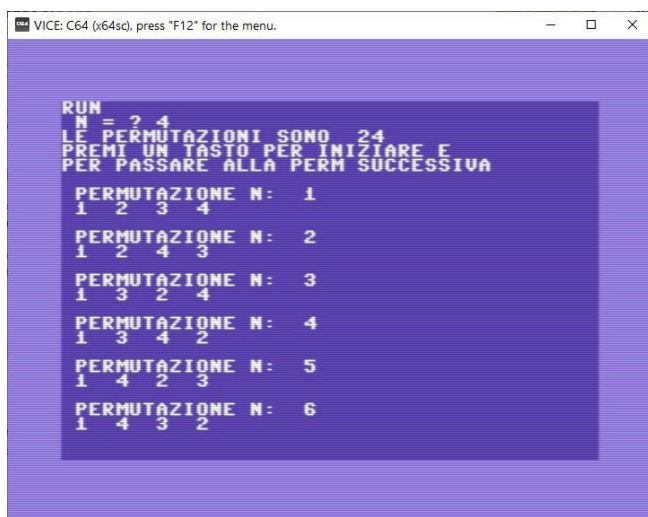 C64 VICE: C64 (x64sc), press "F12" for the menu.
RUN
N = ? 4
LE PERMUTAZIONI SONO 24
PREMI UN TASTO PER INIZIARE E
PER PASSARE ALLA PERM SUCCESSIVA
PERMUTAZIONE N: 1
1 2 3 4
PERMUTAZIONE N: 2
1 2 4 3
PERMUTAZIONE N: 3
1 3 2 4
PERMUTAZIONE N: 4
1 3 4 2
PERMUTAZIONE N: 5
1 4 2 3
PERMUTAZIONE N: 6
1 4 3 2